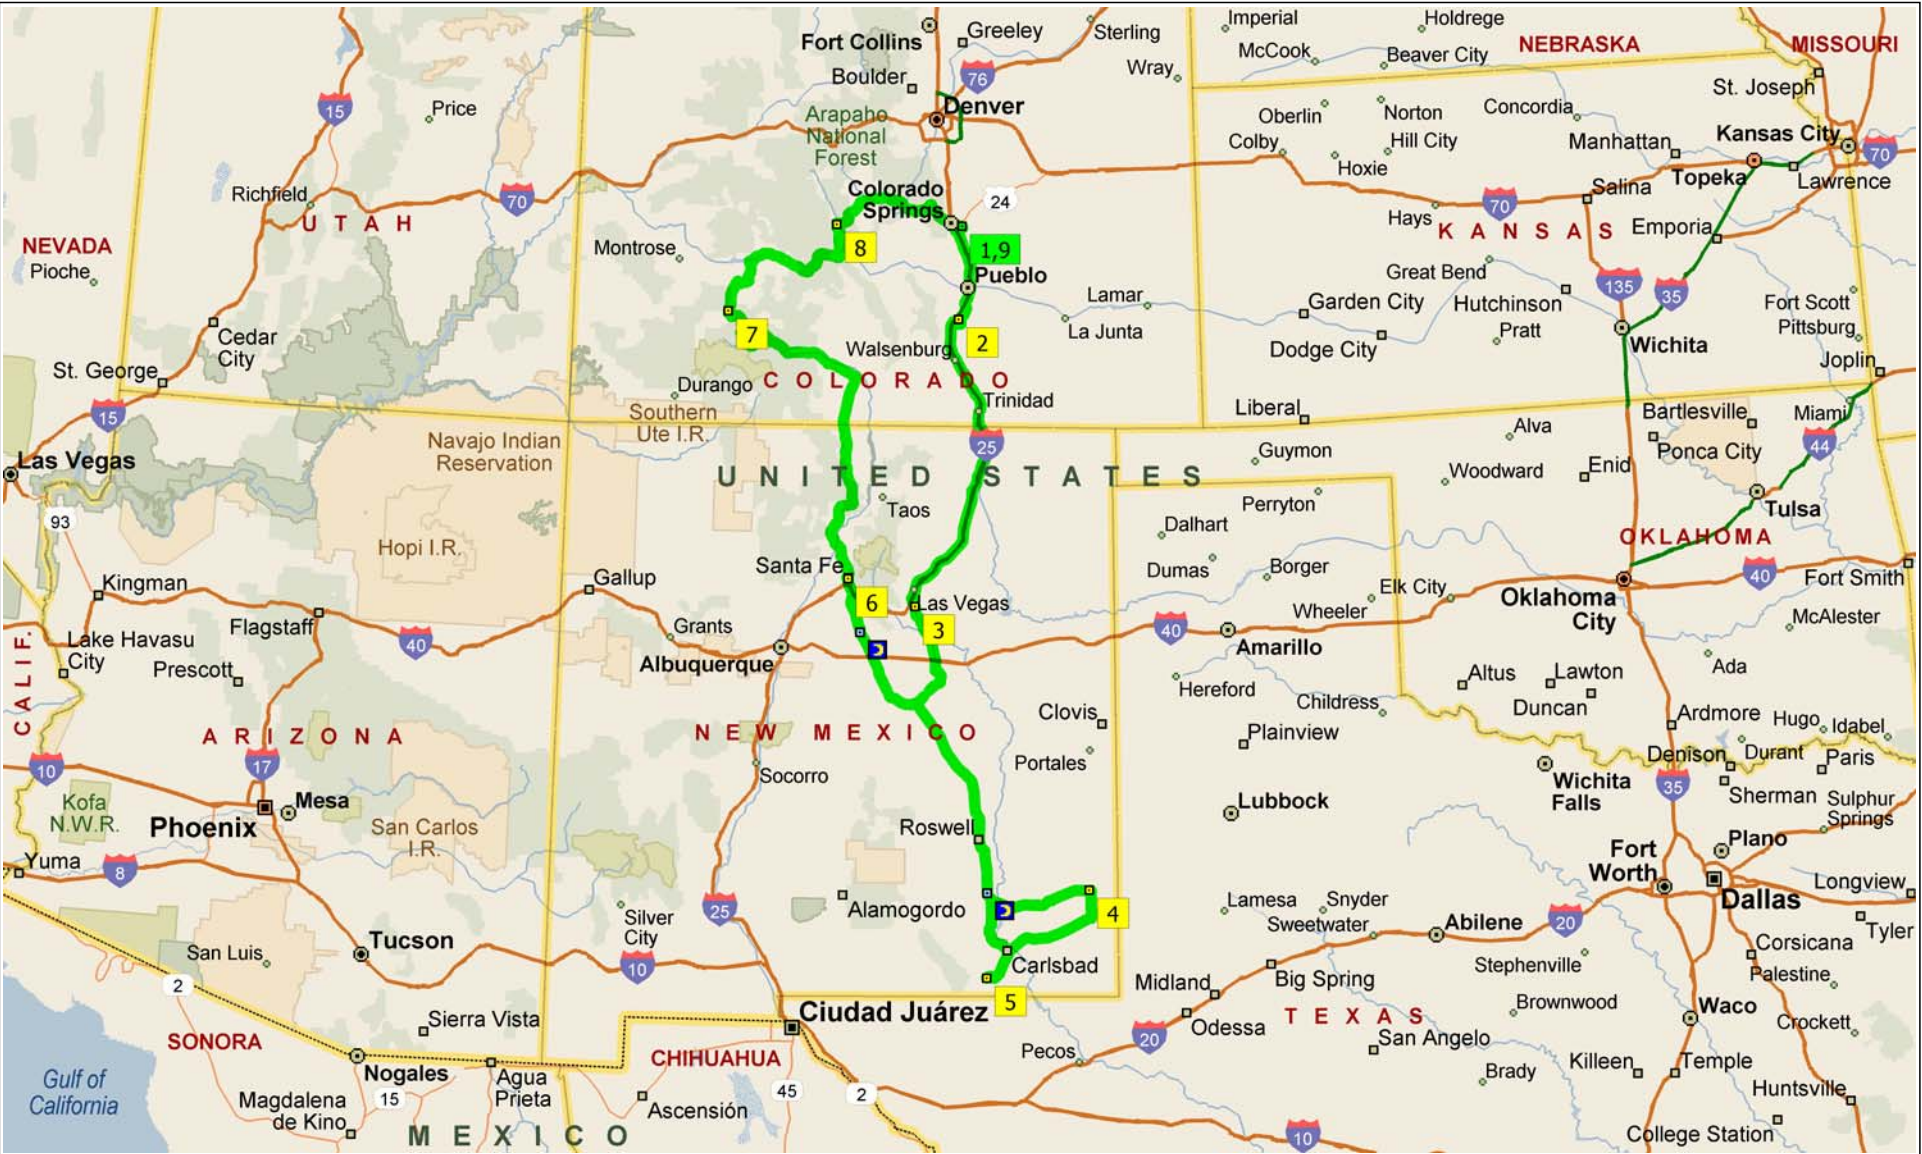 Fort Collins
Greeley
Sterling
Imperial
Holdrege
NEBRASKA
MISSOURI
McCook
Beaver City
Boulder
76
Wray
St. Joseph
15
Price
Denver
Arapaho
National
Forest
Oberlin
Norton
Concordia
Colby
Hill City
Manhattan
Kansas City
70
Hoxie
Topeka
Lawrence
Richfield
70
Colorado
Springs
24
Salina
Hays
70
UTAH
KANSAS
Emporia
NEVADA
Pioche
Montrose
8
1,9
Pueblo
Great Bend
135
35
Lamar
Garden City
Hutchinson
Fort Scott
La Junta
Pratt
Pittsburg
Cedar
City
7
2
Walsenburg
Dodge City
Wichita
Joplin
St. George
Durango
COLORADO
Trinidad
Liberal
Bartlesville
Miami
15
Southern
Ute I.R.
25
Alva
Navajo Indian
Reservation
Guymon
Ponca City
44
Las Vegas
UNITED STATES
Woodward
Enid
Taos
Perryton
Tulsa
93
Dalhart
OKLAHOMA
Hopi I.R.
Santa Fe
Dumas
Borger
Elk City
40
Fort Smith
Kingman
Gallup
6
Las Vegas
Wheeler
Oklahoma
City
McAlester
Flagstaff
40
Grants
3
40
Amarillo
CALIF.
Lake Havasu
City
Prescott
Albuquerque
Hereford
Altus
Lawton
Ada
Childress
Duncan
Clovis
Ardmore
Hugo
Idabel
ARIZONA
NEW MEXICO
Plainview
Denison
Durant
Paris
10
17
Socorro
Portales
Wichita
Falls
35
Sherman
Sulphur
Springs
Kofa
N.W.R.
Mesa
Phoenix
San Carlos
I.R.
Roswell
Lubbock
Plano
Yuma
8
Fort
Worth
Longview
Dallas
Silver
City
25
Alamogordo
4
Lamesa
Snyder
Sweetwater
Abilene
20
Tyler
Tucson
San Luis
10
Carlsbad
Corsicana
Stephenville
Palestine
2
Midland
Big Spring
5
Ciudad Juárez
Brownwood
Waco
Sierra Vista
Odessa
TEXAS
Crockett
SONORA
CHIHUAHUA
Pecos
20
San Angelo
Killeen
Temple
Nogales
Agua
Prieta
Brady
Huntsville
Gulf of
California
Magdalena
de Kino
15
Ascensión
45
2
MEXICO
10
College Station